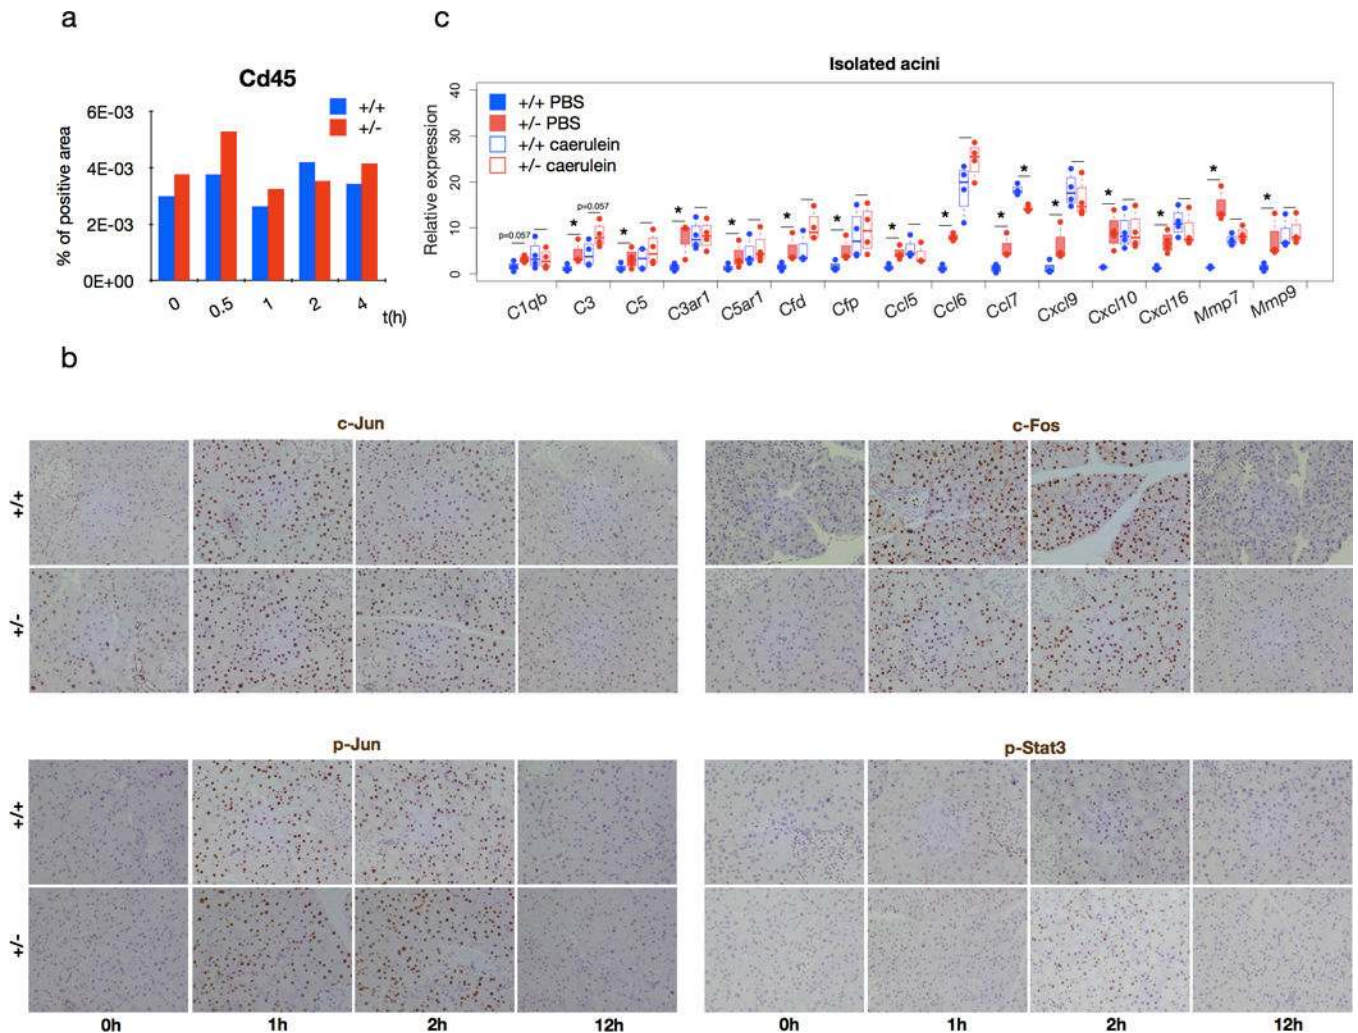 a
Cd45
+/+
+/-
% of positive area
6E-03
4E-03
2E-03
0E+00
0 0.5 1 2 4 t(h)
c
Isolated acini
+/+ PBS
+/- PBS
+/+ caerulein
+/- caerulein
Relative expression
40
30
20
10
0
p=0.057 * p=0.057 * * * * * * * * * * * * * *
C1qb C3 C5 C3ar1 C5ar1 Cfd Cfp Ccl5 Ccl6 Ccl7 Cxcl9 Cxcl10 Cxcl16 Mmp7 Mmp9
b
c-Jun
+/+
+/-
c-Fos
p-Jun
+/+
+/-
0h 1h 2h 12h
p-Stat3
0h 1h 2h 12h